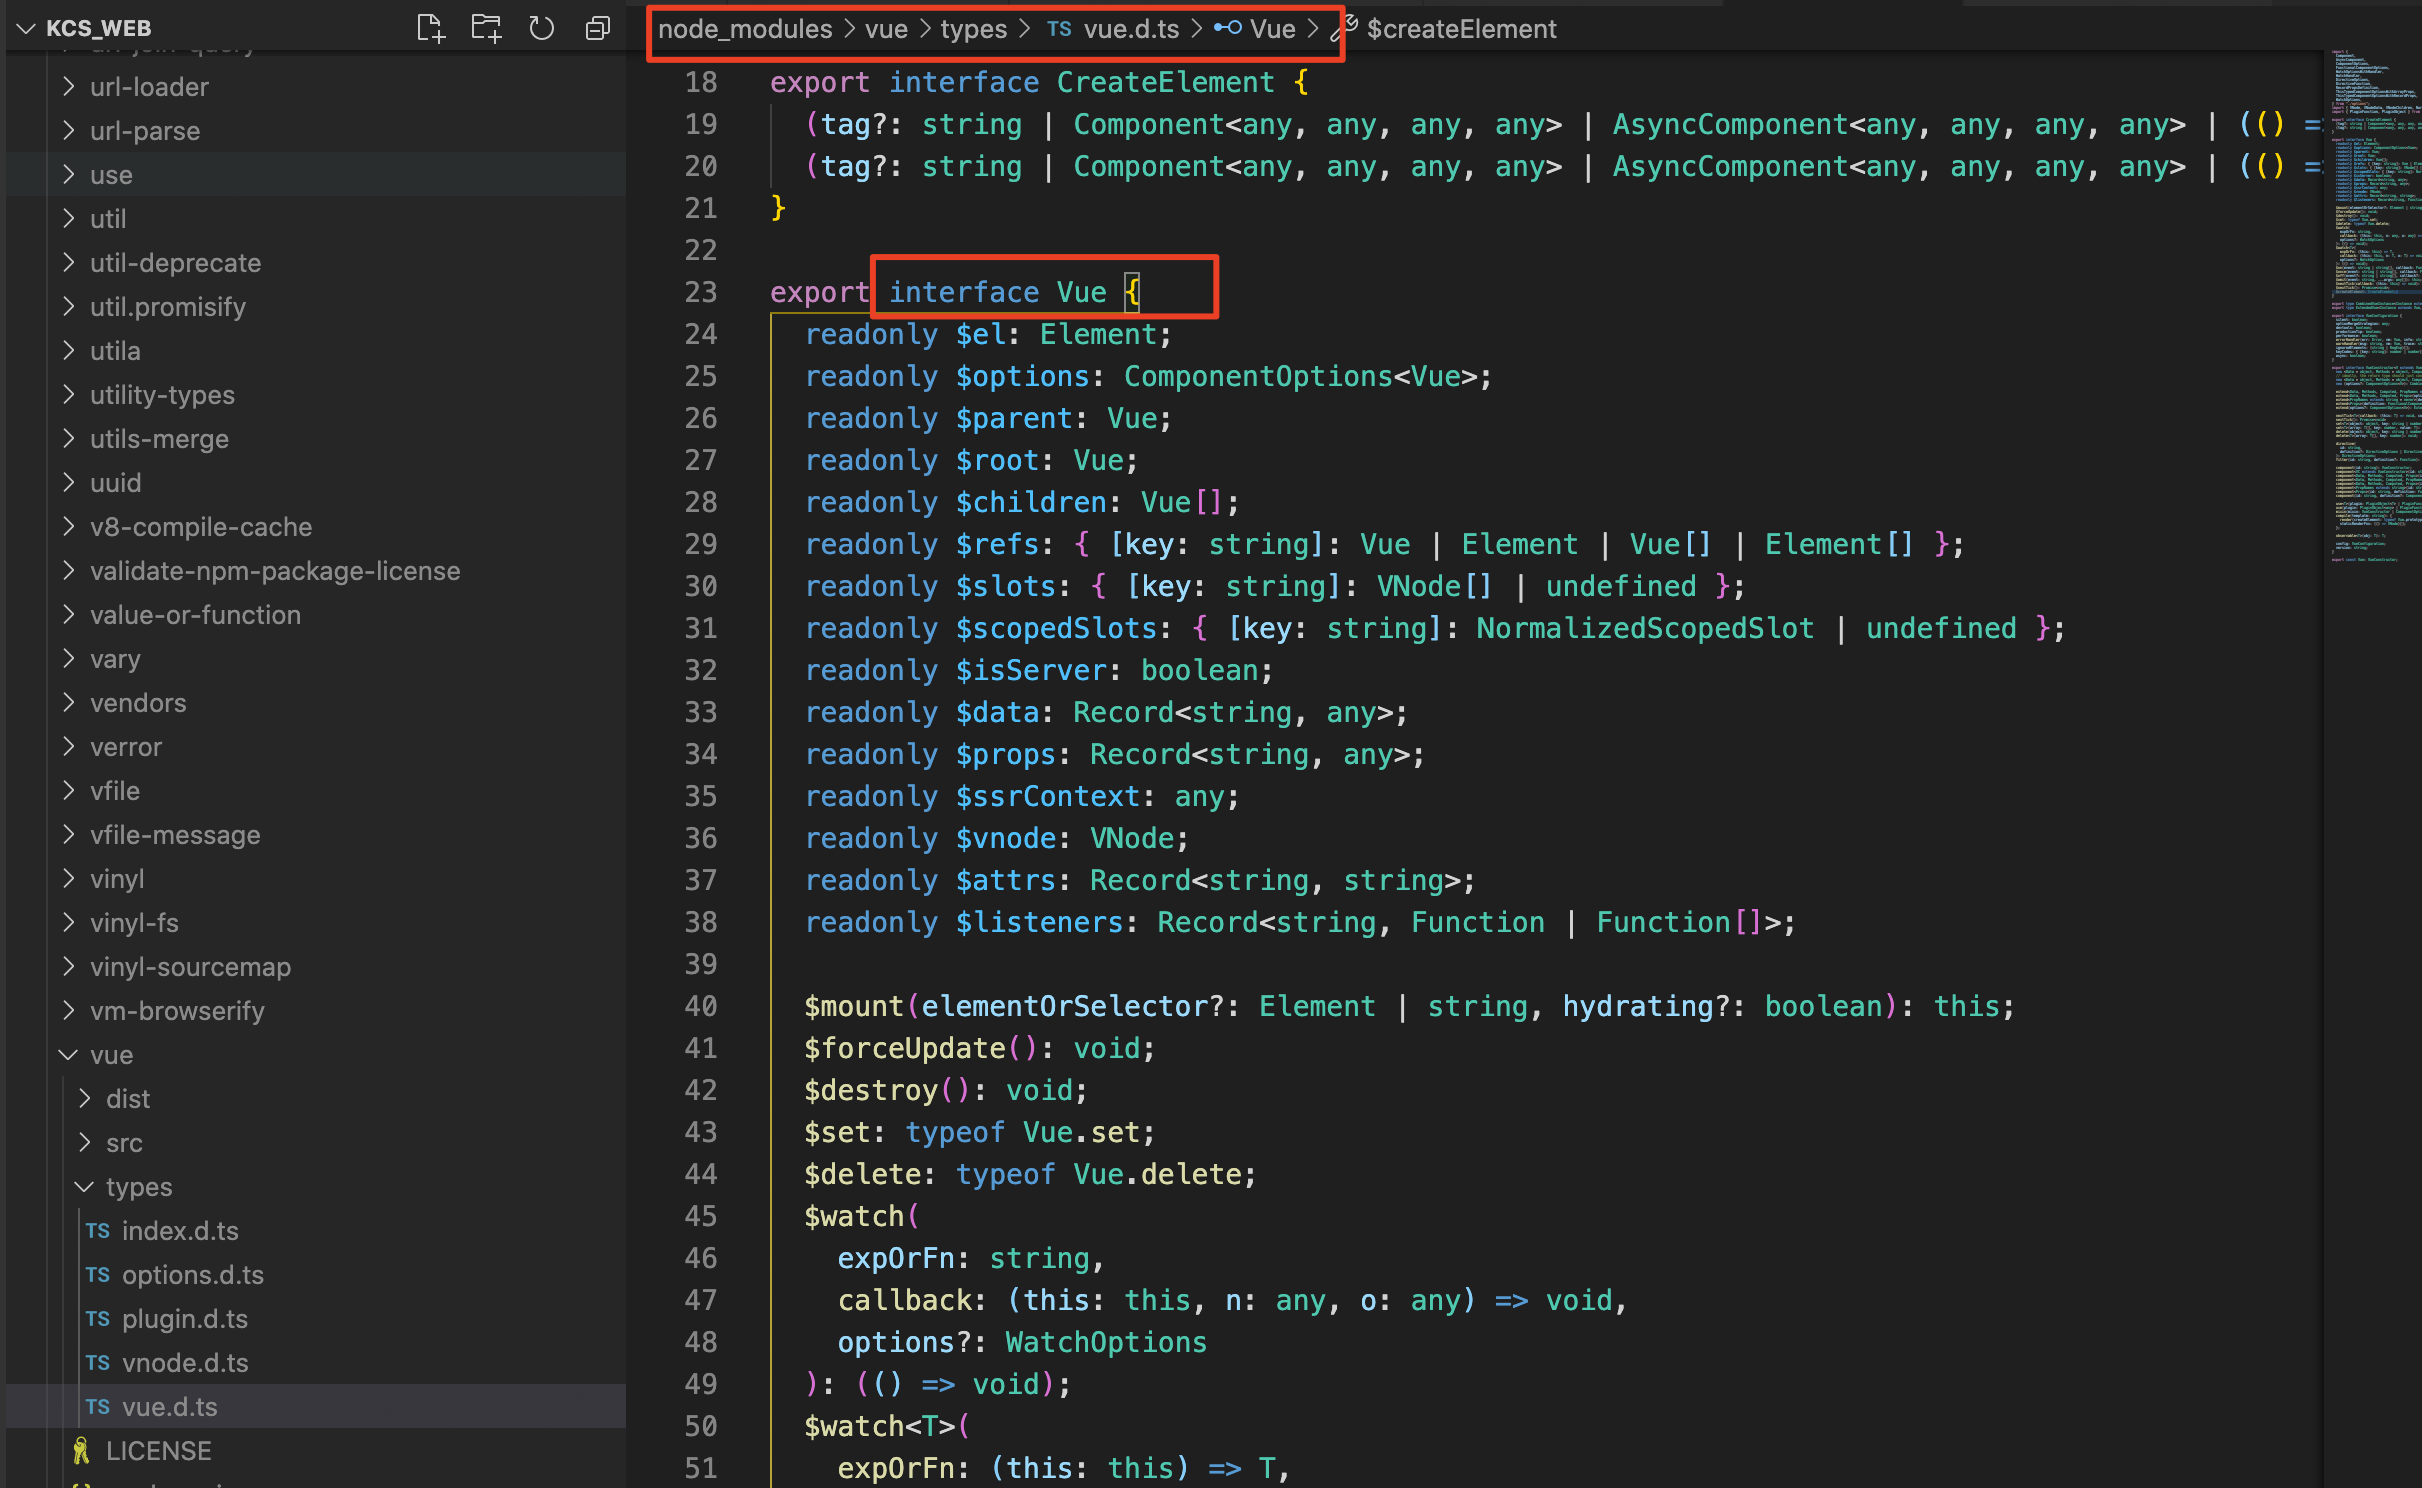 KCS_WEB
url-loader
url-parse
use
util
util-deprecate
util.promisify
utila
utility-types
utils-merge
uuid
v8-compile-cache
validate-npm-package-license
value-or-function
vary
vendors
verror
vfile
vfile-message
vinyl
vinyl-fs
vinyl-sourcemap
vm-browserify
vue
dist
src
types
TS index.d.ts
TS options.d.ts
TS plugin.d.ts
TS vnode.d.ts
TS vue.d.ts
LICENSE
node_modules > vue > types > TS vue.d.ts > Vue > $createElement
18 export interface CreateElement {
19 (tag?: string | Component<any, any, any, any> | AsyncComponent<any, any, any, any> | (() =
20 (tag?: string | Component<any, any, any, any> | AsyncComponent<any, any, any, any> | (() =
21 }
22
23 export interface Vue {
24 readonly $el: Element;
25 readonly $options: ComponentOptions<Vue>;
26 readonly $parent: Vue;
27 readonly $root: Vue;
28 readonly $children: Vue[];
29 readonly $refs: { [key: string]: Vue | Element | Vue[] | Element[] };
30 readonly $slots: { [key: string]: VNode[] | undefined };
31 readonly $scopedSlots: { [key: string]: NormalizedScopedSlot | undefined };
32 readonly $isServer: boolean;
33 readonly $data: Record<string, any>;
34 readonly $props: Record<string, any>;
35 readonly $ssrContext: any;
36 readonly $vnode: VNode;
37 readonly $attrs: Record<string, string>;
38 readonly $listeners: Record<string, Function | Function[]>;
39
40 $mount(elementOrSelector?: Element | string, hydrating?: boolean): this;
41 $forceUpdate(): void;
42 $destroy(): void;
43 $set: typeof Vue.set;
44 $delete: typeof Vue.delete;
45 $watch(
46 expOrFn: string,
47 callback: (this: this, n: any, o: any) => void,
48 options?: WatchOptions
49 ): (() => void);
50 $watch<T>(
51 expOrFn: (this: this) => T,